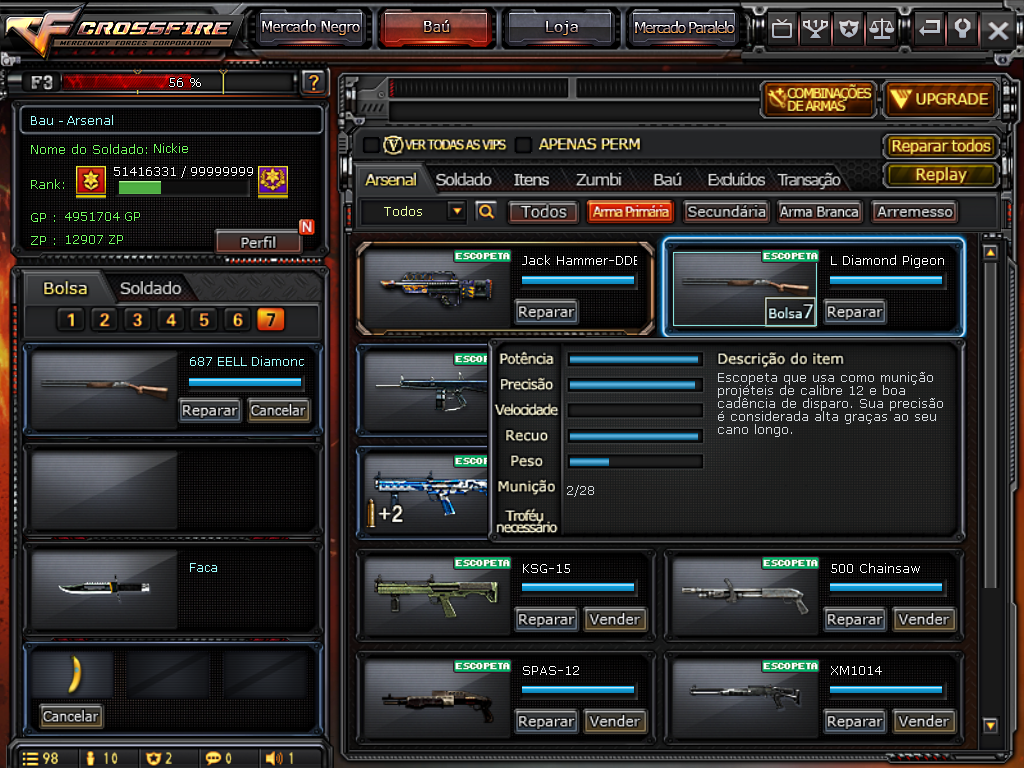 CROSSFIRE
MERCENARY FORCES CORPORATION
Mercado Negro
Baú
Loja
Mercado Paralelo
F3
56 %
?
COMBINAÇÕES
DE ARMAS
UPGRADE
Bau - Arsenal
Nome do Soldado: Nickie
Rank:
51416331 / 99999999
GP : 4951704 GP
ZP : 12907 ZP
N
Perfil
VER TODAS AS VIPS
APENAS PERM
Reparar todos
Replay
Arsenal
Soldado
Itens
Zumbi
Baú
Excluídos
Transação
Todos
Todos
Arma Primária
Secundária
Arma Branca
Arremesso
Bolsa
Soldado
1 2 3 4 5 6 7
687 EELL Diamonc
Reparar
Cancelar
Faca
Cancelar
98
10
2
0
1
ESCOPETA
Jack Hammer-DDE
Reparar
ESCOPETA
L Diamond Pigeon
Bolsa7
Reparar
ESCO
ESCO
+2
Potência
Precisão
Velocidade
Recuo
Peso
Munição
2/28
Troféu
necessário
Descrição do item
Escopeta que usa como munição
projéteis de calibre 12 e boa
cadência de disparo. Sua precisão
é considerada alta graças ao seu
cano longo.
ESCOPETA
KSG-15
Reparar
Vender
ESCOPETA
500 Chainsaw
Reparar
Vender
ESCOPETA
SPAS-12
Reparar
Vender
ESCOPETA
XM1014
Reparar
Vender